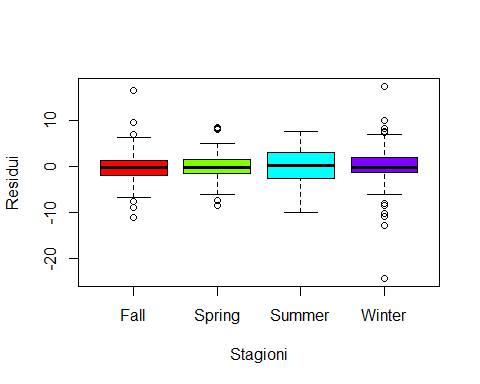 Residui
10
0
-10
-20
Fall Spring Summer Winter
Stagioni